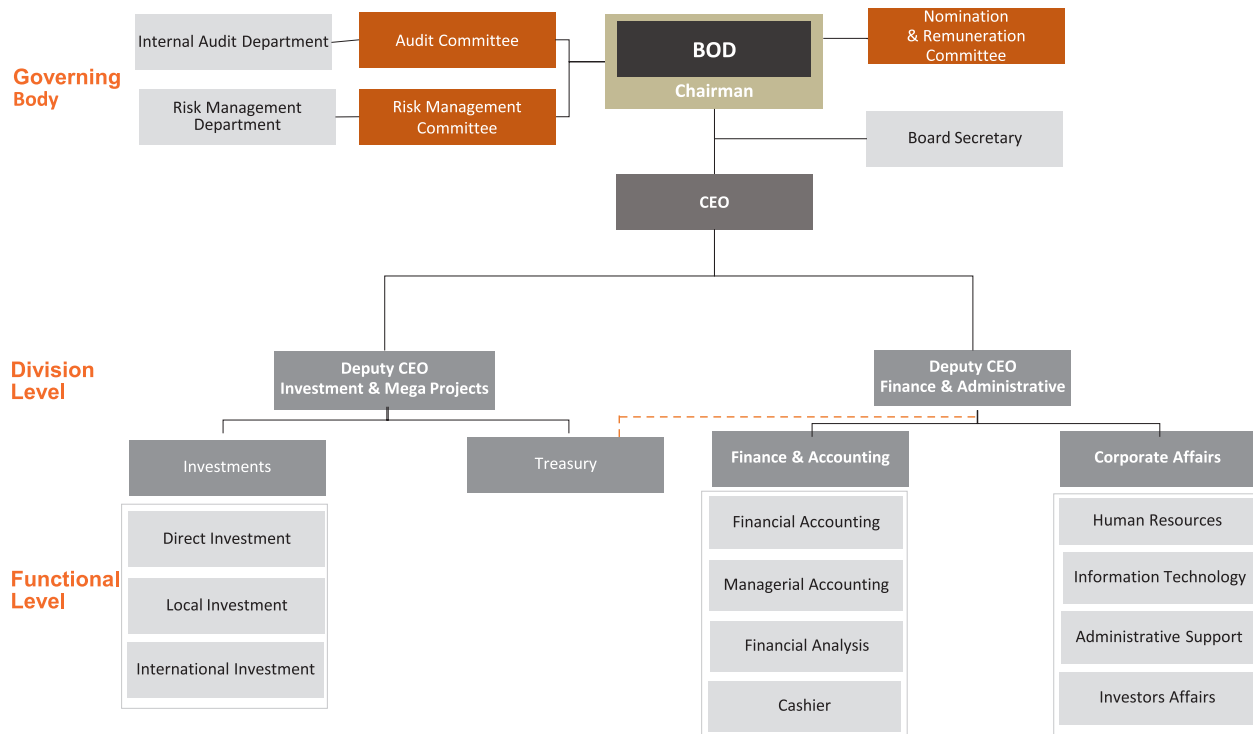 Internal Audit Department
Audit Committee
BOD
Chairman
Nomination
& Remuneration
Committee
Governing
Body
Risk Management
Department
Risk Management
Committee
Board Secretary
CEO
Division
Level
Deputy CEO
Investment & Mega Projects
Deputy CEO
Finance & Administrative
Investments
Treasury
Finance & Accounting
Corporate Affairs
Functional
Level
Direct Investment
Local Investment
International Investment
Financial Accounting
Managerial Accounting
Financial Analysis
Cashier
Human Resources
Information Technology
Administrative Support
Investors Affairs